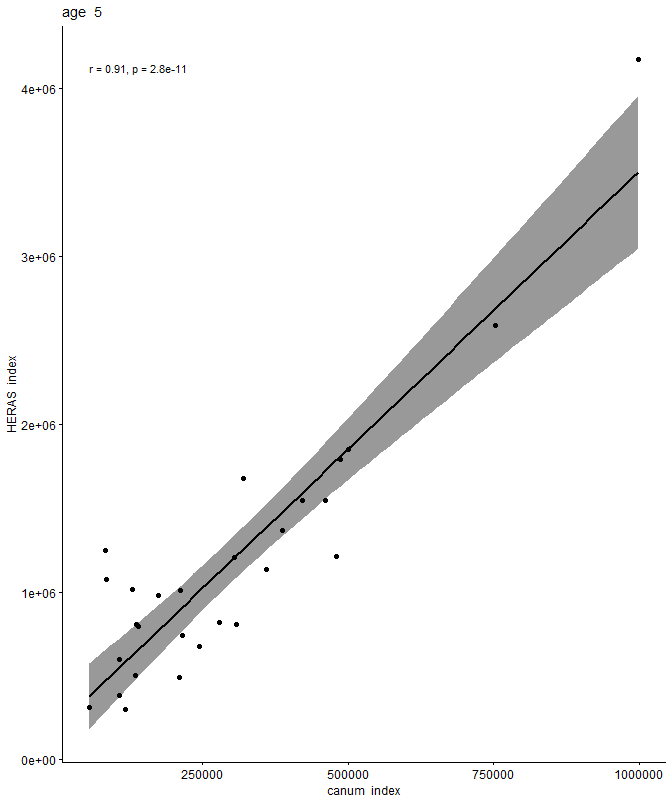 age 5
r = 0.91, p = 2.8e-11
4e+06
3e+06
HERAS index
2e+06
1e+06
0e+00
250000 500000 750000 1000000
canum index